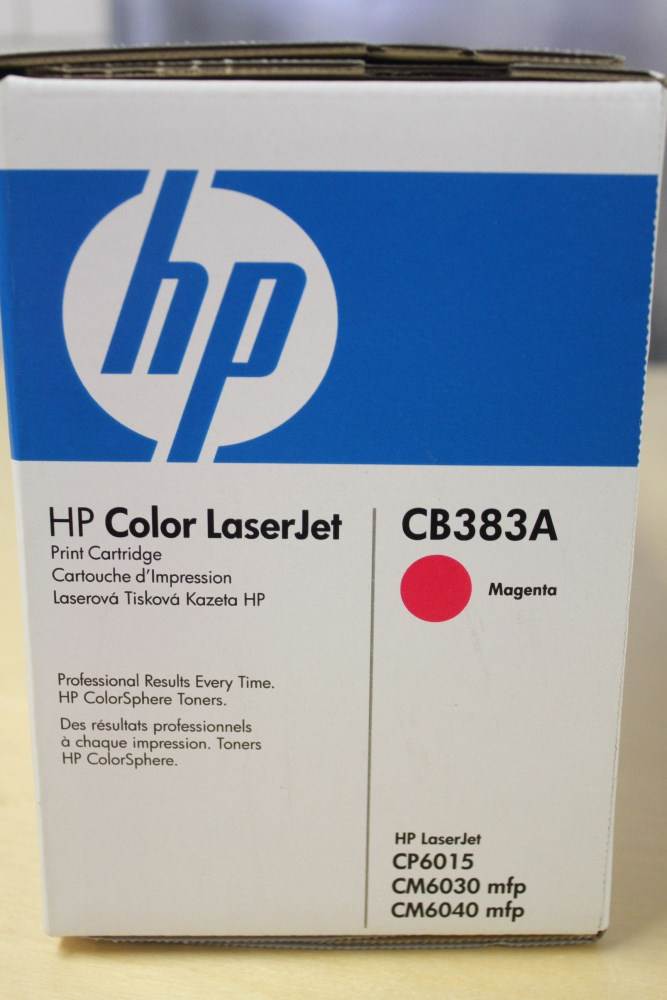 hp
HP Color LaserJet
Print Cartridge
Cartouche d'Impression
Laserová Tisková Kazeta HP
Professional Results Every Time.
HP ColorSphere Toners.
Des résultats professionnels
à chaque impression. Toners
HP ColorSphere.
CB383A
Magenta
HP LaserJet
CP6015
CM6030 mfp
CM6040 mfp